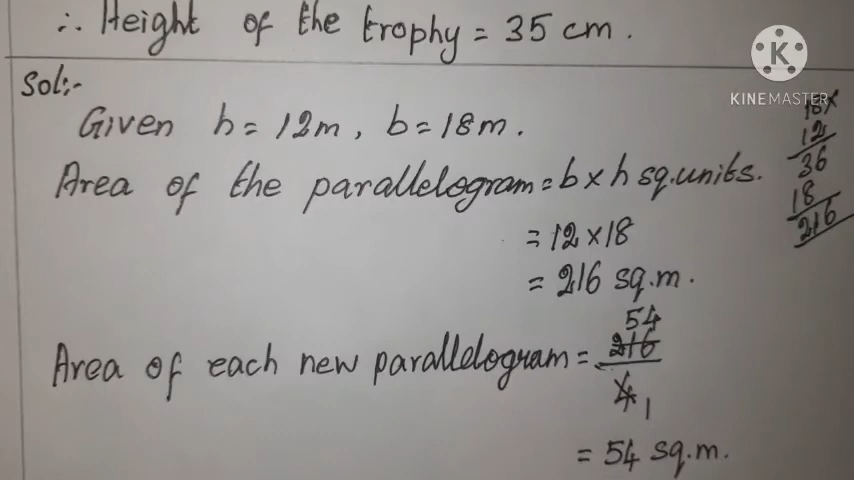 ∴ Height of the trophy = 35 cm.
KINEMASTER
Sol:-
18×
12
36
18
216
Given h = 12m, b = 18m.
Area of the parallelogram = b × h sq.units.
= 12 × 18
= 216 sq.m.
54
Area of each new parallelogram = 216
4 1
= 54 sq.m.